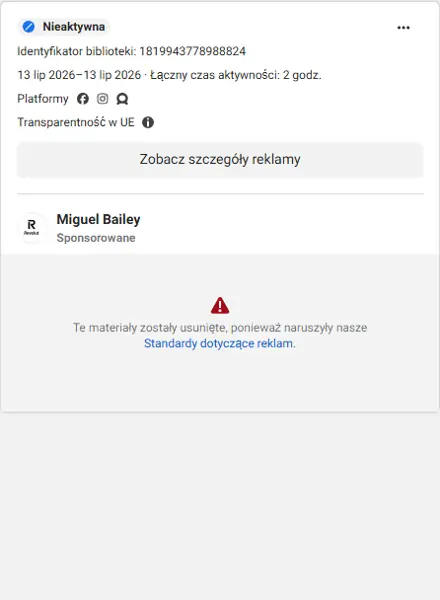 Nieaktywna
Identyfikator biblioteki: 1819943778988824
13 lip 2026–13 lip 2026 · Łączny czas aktywności: 2 godz.
Platformy
Transparentność w UE
Zobacz szczegóły reklamy
R
Revolut
Miguel Bailey
Sponsorowane
Te materiały zostały usunięte, ponieważ naruszyły nasze
Standardy dotyczące reklam.